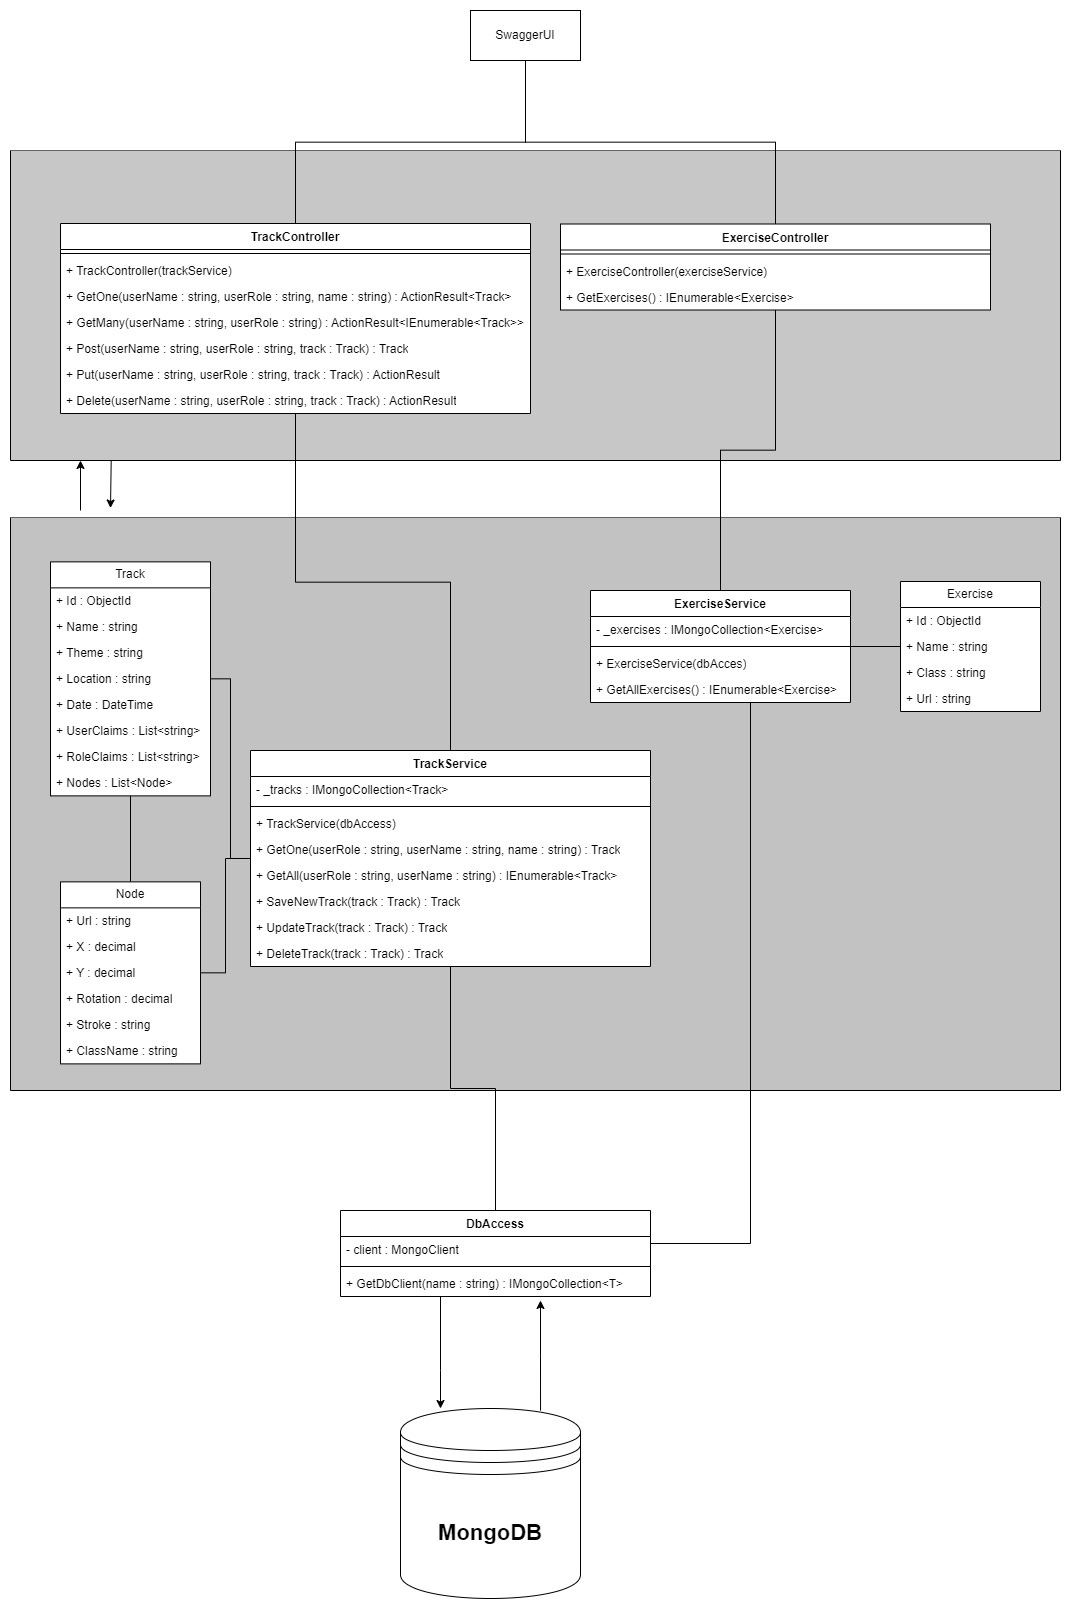 SwaggerUI
TrackController
+ TrackController(trackService)
+ GetOne(userName : string, userRole : string, name : string) : ActionResult<Track>
+ GetMany(userName : string, userRole : string) : ActionResult<IEnumerable<Track>>
+ Post(userName : string, userRole : string, track : Track) : Track
+ Put(userName : string, userRole : string, track : Track) : ActionResult
+ Delete(userName : string, userRole : string, track : Track) : ActionResult
ExerciseController
+ ExerciseController(exerciseService)
+ GetExercises() : IEnumerable<Exercise>
Track
+ Id : ObjectId
+ Name : string
+ Theme : string
+ Location : string
+ Date : DateTime
+ UserClaims : List<string>
+ RoleClaims : List<string>
+ Nodes : List<Node>
ExerciseService
- _exercises : IMongoCollection<Exercise>
+ ExerciseService(dbAcces)
+ GetAllExercises() : IEnumerable<Exercise>
Exercise
+ Id : ObjectId
+ Name : string
+ Class : string
+ Url : string
TrackService
- _tracks : IMongoCollection<Track>
+ TrackService(dbAccess)
+ GetOne(userRole : string, userName : string, name : string) : Track
+ GetAll(userRole : string, userName : string) : IEnumerable<Track>
+ SaveNewTrack(track : Track) : Track
+ UpdateTrack(track : Track) : Track
+ DeleteTrack(track : Track) : Track
Node
+ Url : string
+ X : decimal
+ Y : decimal
+ Rotation : decimal
+ Stroke : string
+ ClassName : string
DbAccess
- client : MongoClient
+ GetDbClient(name : string) : IMongoCollection<T>
MongoDB